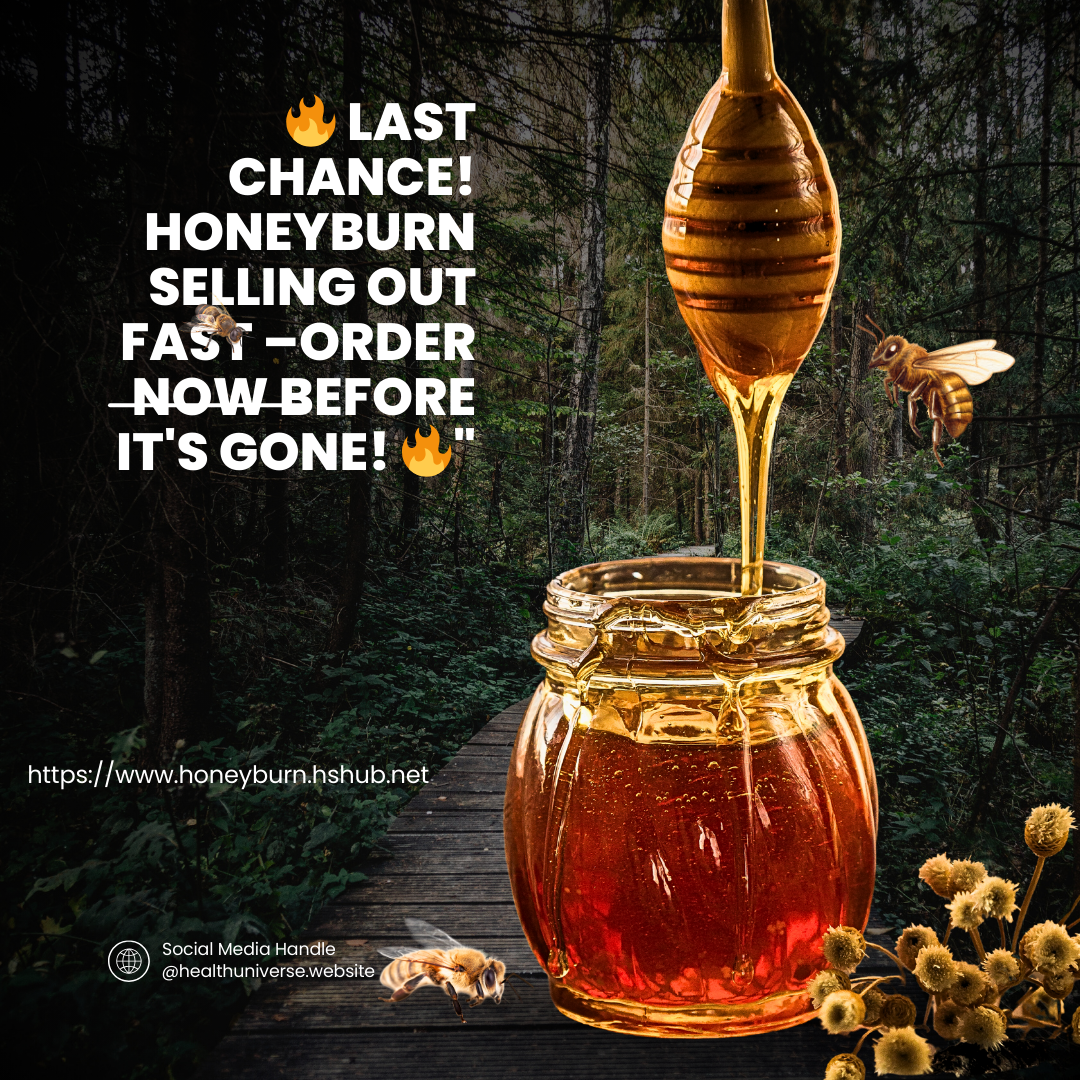 🔥 LAST
CHANCE!
HONEYBURN
SELLING OUT
FAST –ORDER
NOW BEFORE
IT'S GONE! 🔥"
https://www.honeyburn.hshub.net
Social Media Handle
@healthuniverse.website